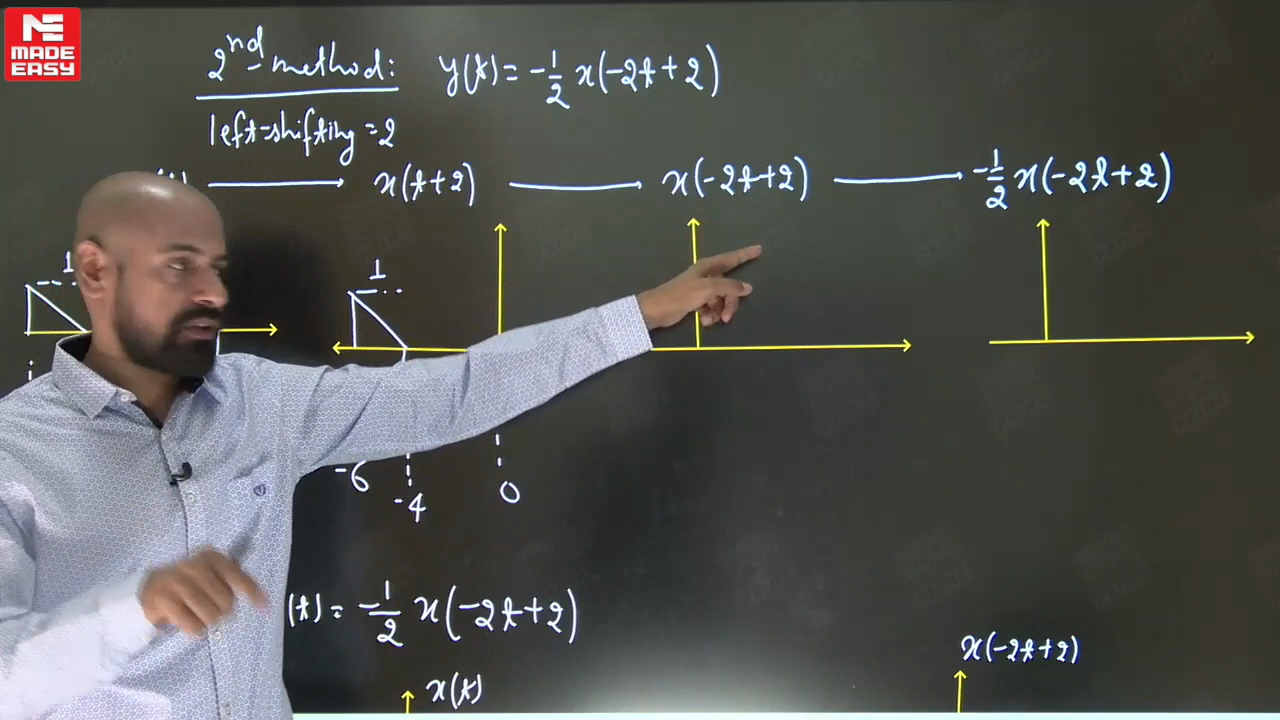 MADE
EASY
2nd method: y(t) = -1/2 x(-2t+2)
left-shifting = 2
x(t+2) x(-2t+2) -1/2 x(-2t+2)
1 1
-6 -4 0
(t) = -1/2 x(-2t+2)
x(t) x(-2t+2)